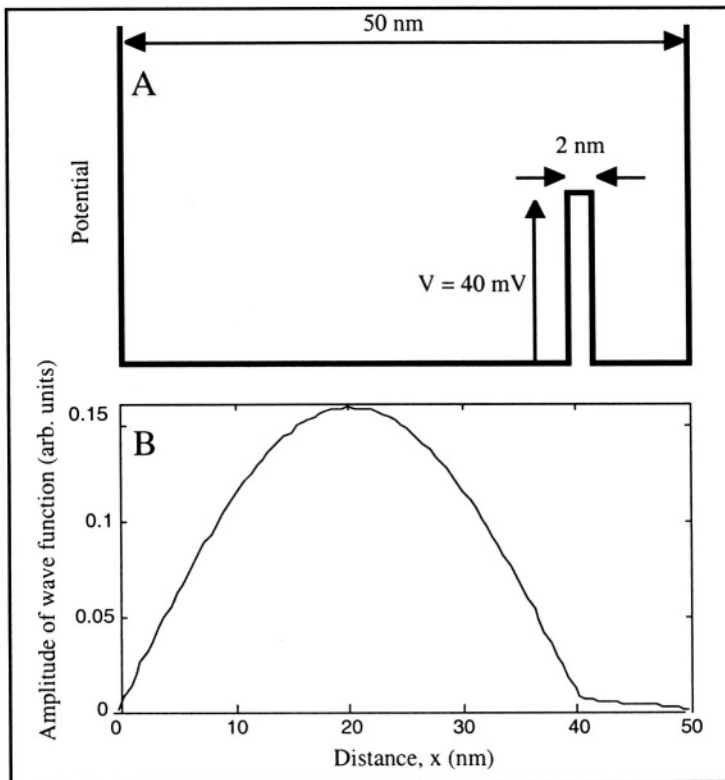 50 nm
A
2 nm
V = 40 mV
Potential
B
Amplitude of wave function (arb. units)
0.15
0.1
0.05
0
0 10 20 30 40 50
Distance, x (nm)